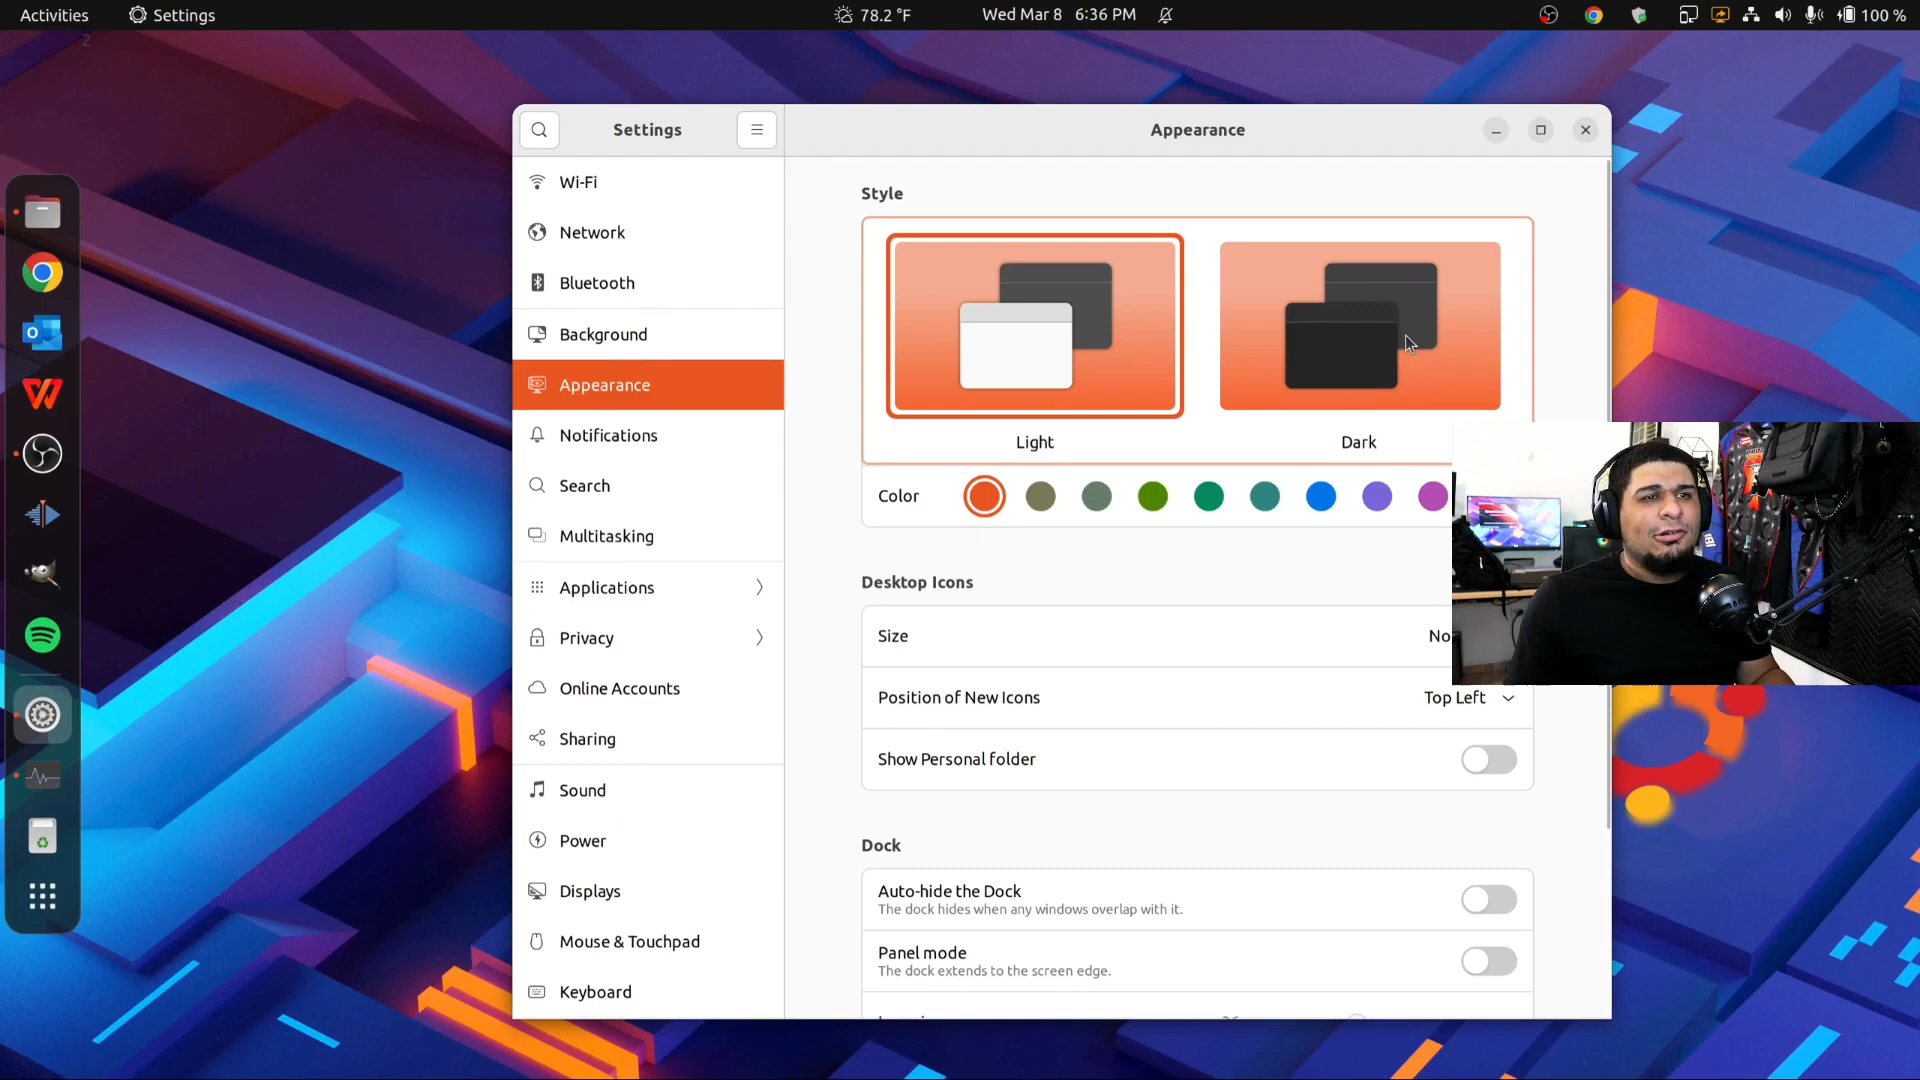 Activities
Settings
78.2 °F
Wed Mar 8 6:36 PM
100 %
Settings
Appearance
Wi-Fi
Network
Bluetooth
Background
Appearance
Notifications
Search
Multitasking
Applications
Privacy
Online Accounts
Sharing
Sound
Power
Displays
Mouse & Touchpad
Keyboard
Style
Light
Dark
Color
Desktop Icons
Size
Position of New Icons
Top Left
Show Personal folder
Dock
Auto-hide the Dock
The dock hides when any windows overlap with it.
Panel mode
The dock extends to the screen edge.